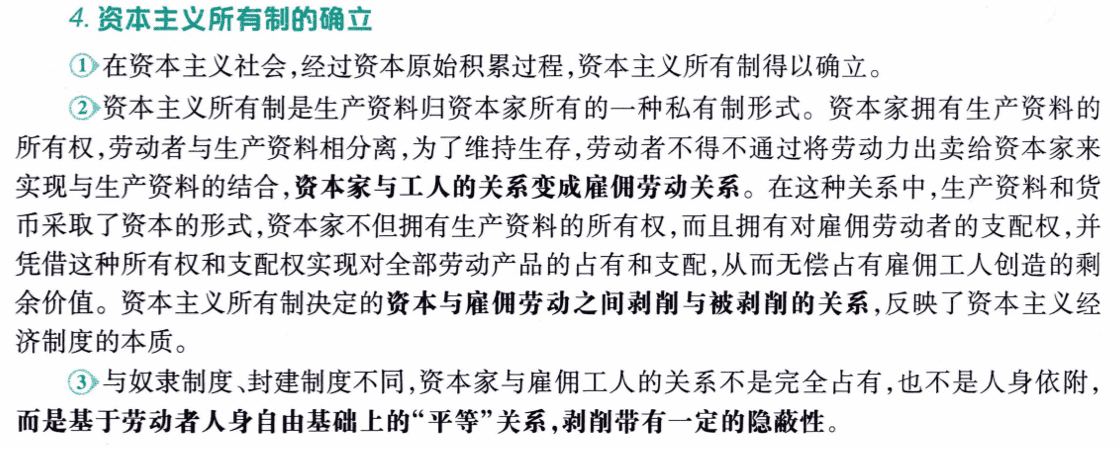 4. 资本主义所有制的确立
①在资本主义社会,经过资本原始积累过程,资本主义所有制得以确立。
②资本主义所有制是生产资料归资本家所有的一种私有制形式。资本家拥有生产资料的
所有权,劳动者与生产资料相分离,为了维持生存,劳动者不得不通过将劳动力出卖给资本家来
实现与生产资料的结合,资本家与工人的关系变成雇佣劳动关系。在这种关系中,生产资料和货
币采取了资本的形式,资本家不但拥有生产资料的所有权,而且拥有对雇佣劳动者的支配权,并
凭借这种所有权和支配权实现对全部劳动产品的占有和支配,从而无偿占有雇佣工人创造的剩
余价值。资本主义所有制决定的资本与雇佣劳动之间剥削与被剥削的关系,反映了资本主义经
济制度的本质。
③与奴隶制度、封建制度不同,资本家与雇佣工人的关系不是完全占有,也不是人身依附,
而是基于劳动者人身自由基础上的“平等”关系,剥削带有一定的隐蔽性。